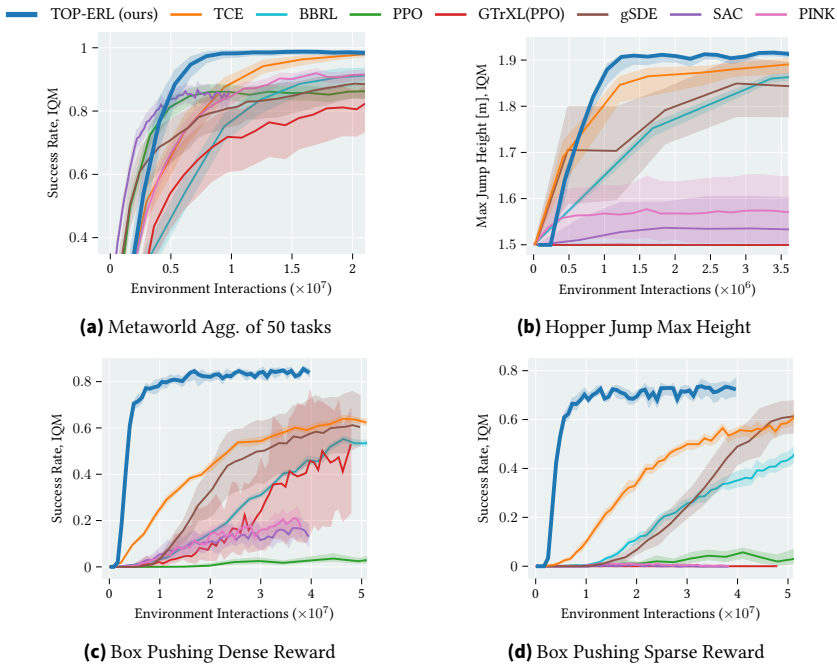 TOP-ERL (ours) TCE BBRL PPO GTrXL(PPO) gSDE SAC PINK
Success Rate, IQM
1
0.8
0.6
0.4
0 0.5 1 1.5 2
Environment Interactions (×10⁷)
(a) Metaworld Agg. of 50 tasks
Max Jump Height [m], IQM
1.9
1.8
1.7
1.6
1.5
0 0.5 1 1.5 2 2.5 3 3.5
Environment Interactions (×10⁶)
(b) Hopper Jump Max Height
Success Rate, IQM
0.8
0.6
0.4
0.2
0
0 1 2 3 4 5
Environment Interactions (×10⁷)
(c) Box Pushing Dense Reward
Success Rate, IQM
0.8
0.6
0.4
0.2
0
0 1 2 3 4 5
Environment Interactions (×10⁷)
(d) Box Pushing Sparse Reward